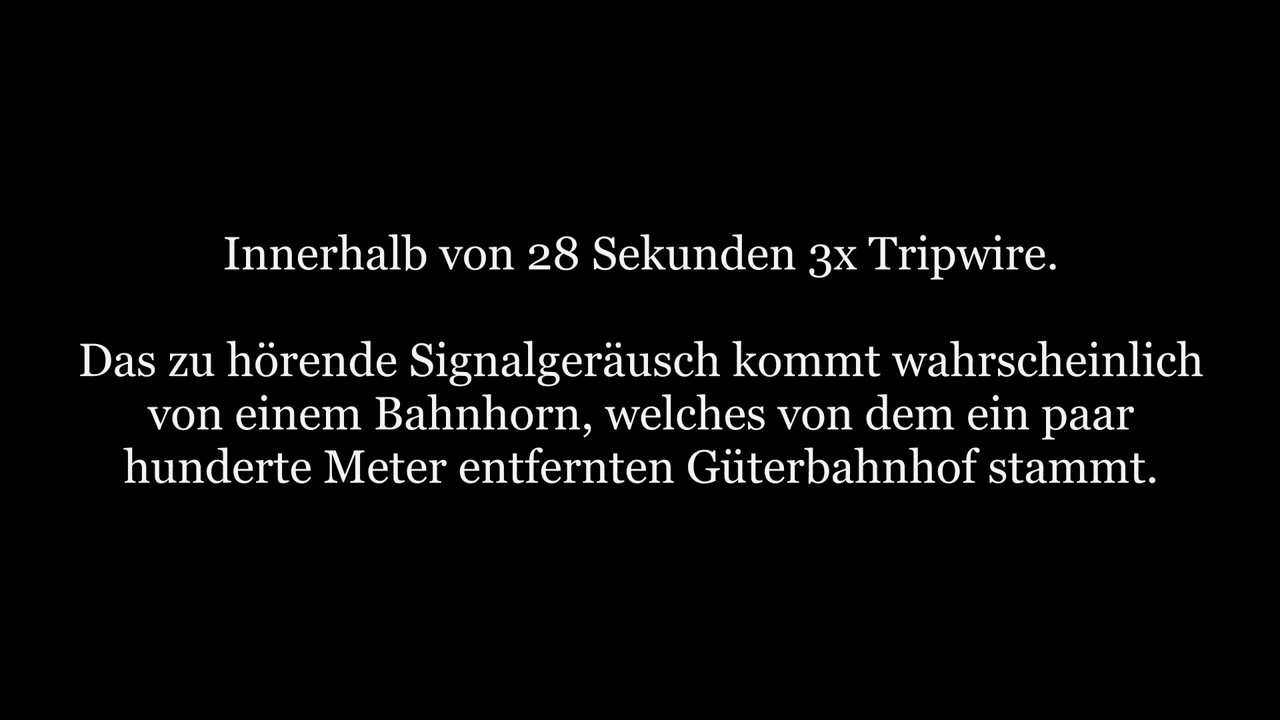 Innerhalb von 28 Sekunden 3x Tripwire.
Das zu hörende Signalgeräusch kommt wahrscheinlich
von einem Bahnhorn, welches von dem ein paar
hunderte Meter entfernten Güterbahnhof stammt.